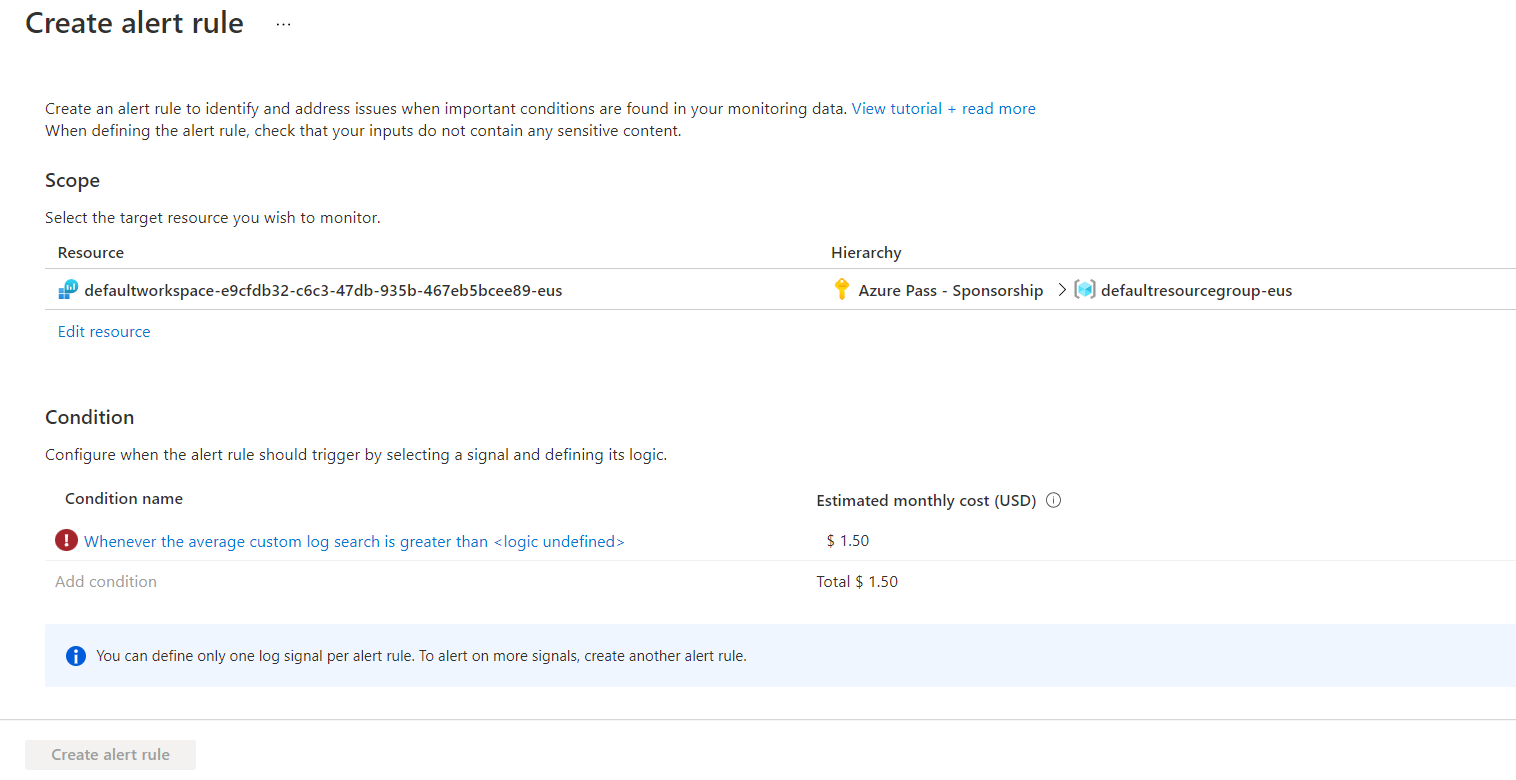 Create alert rule ...
Create an alert rule to identify and address issues when important conditions are found in your monitoring data. View tutorial + read more
When defining the alert rule, check that your inputs do not contain any sensitive content.
Scope
Select the target resource you wish to monitor.
Resource Hierarchy
defaultworkspace-e9cfdb32-c6c3-47db-935b-467eb5bcee89-eus Azure Pass - Sponsorship > defaultresourcegroup-eus
Edit resource
Condition
Configure when the alert rule should trigger by selecting a signal and defining its logic.
Condition name Estimated monthly cost (USD)
Whenever the average custom log search is greater than <logic undefined> $ 1.50
Add condition Total $ 1.50
You can define only one log signal per alert rule. To alert on more signals, create another alert rule.
Create alert rule